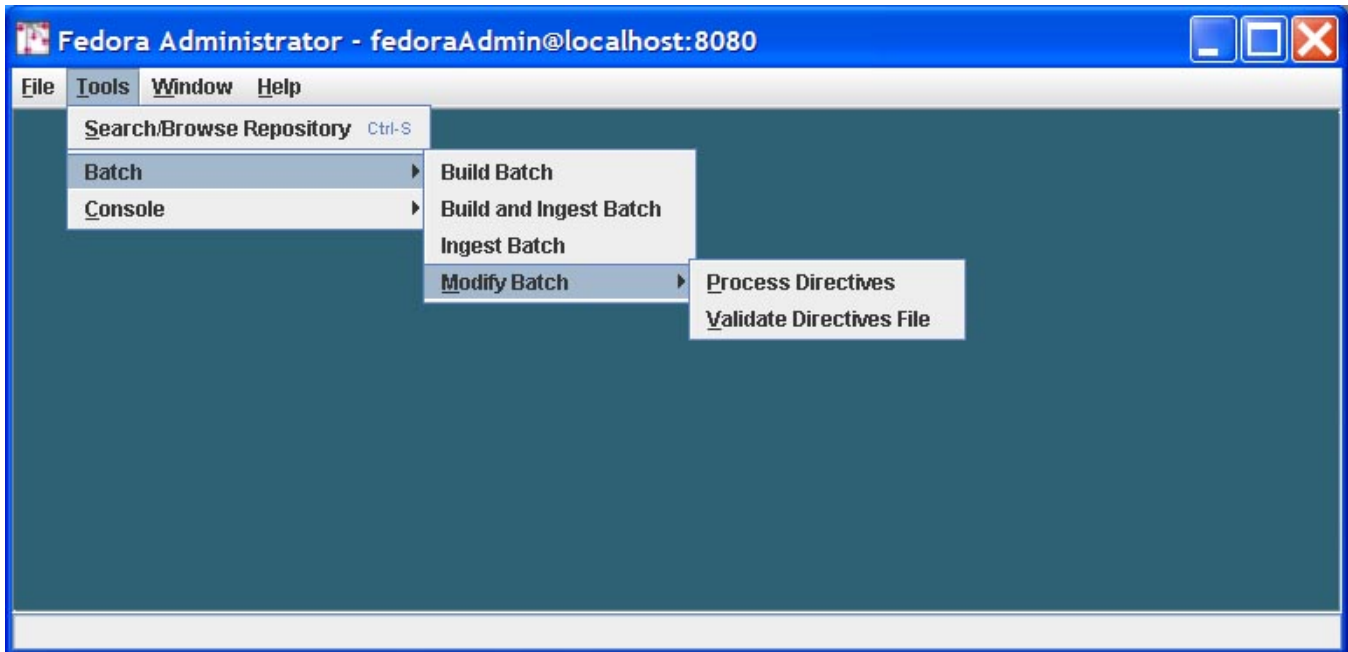 Fedora Administrator - fedoraAdmin@localhost:8080
File Tools Window Help
Search/Browse Repository Ctrl-S
Batch
Console
Build Batch
Build and Ingest Batch
Ingest Batch
Modify Batch
Process Directives
Validate Directives File